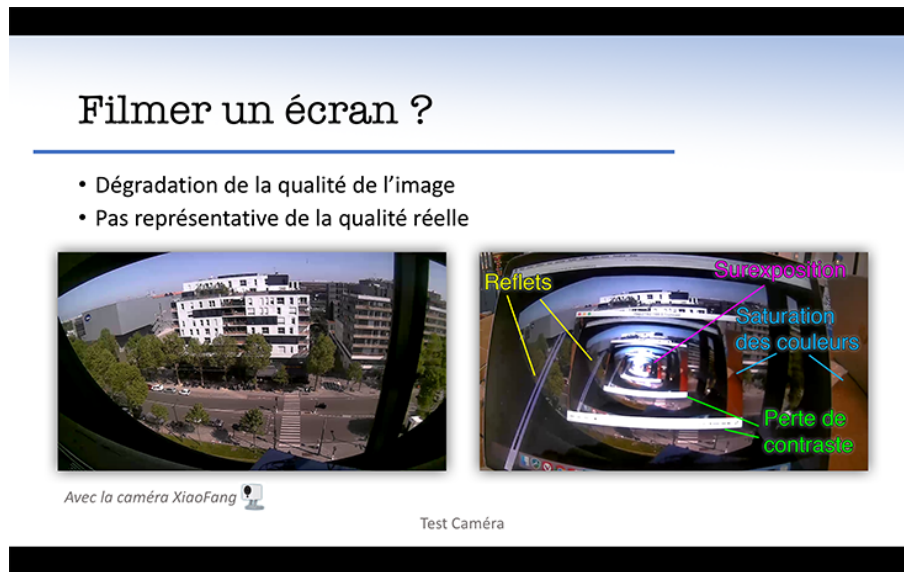 Filmer un écran ?
• Dégradation de la qualité de l'image
• Pas représentative de la qualité réelle
Reflets
Surexposition
Saturation
des couleurs
Perte de
contraste
Avec la caméra XiaoFang
Test Caméra